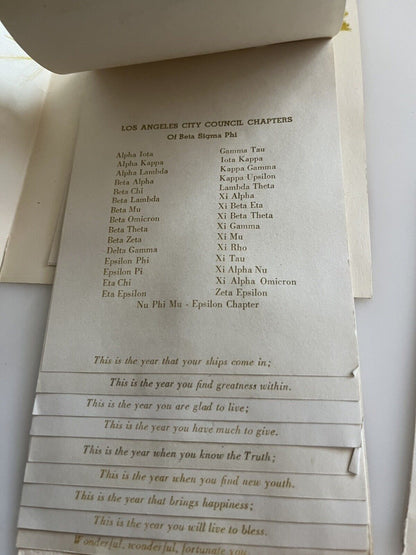 LOS ANGELES CITY COUNCIL CHAPTERS
Of Beta Sigma Phi
Alpha Iota
Alpha Kappa
Alpha Lambda
Beta Alpha
Beta Chi
Beta Lambda
Beta Mu
Beta Omicron
Beta Theta
Beta Zeta
Delta Gamma
Epsilon Phi
Epsilon Pi
Eta Chi
Eta Epsilon
Gamma Tau
Iota Kappa
Kappa Gamma
Kappa Upsilon
Lambda Theta
Xi Alpha
Xi Beta Eta
Xi Beta Theta
Xi Gamma
Xi Mu
Xi Rho
Xi Tau
Xi Alpha Nu
Xi Alpha Omicron
Zeta Epsilon
Nu Phi Mu - Epsilon Chapter
This is the year that your ships come in;
This is the year you find greatness within.
This is the year you are glad to live;
This is the year you have much to give.
This is the year when you know the Truth;
This is the year when you find new youth.
This is the year that brings happiness;
This is the year you will live to bless.
Wonderful, wonderful, fortunate you